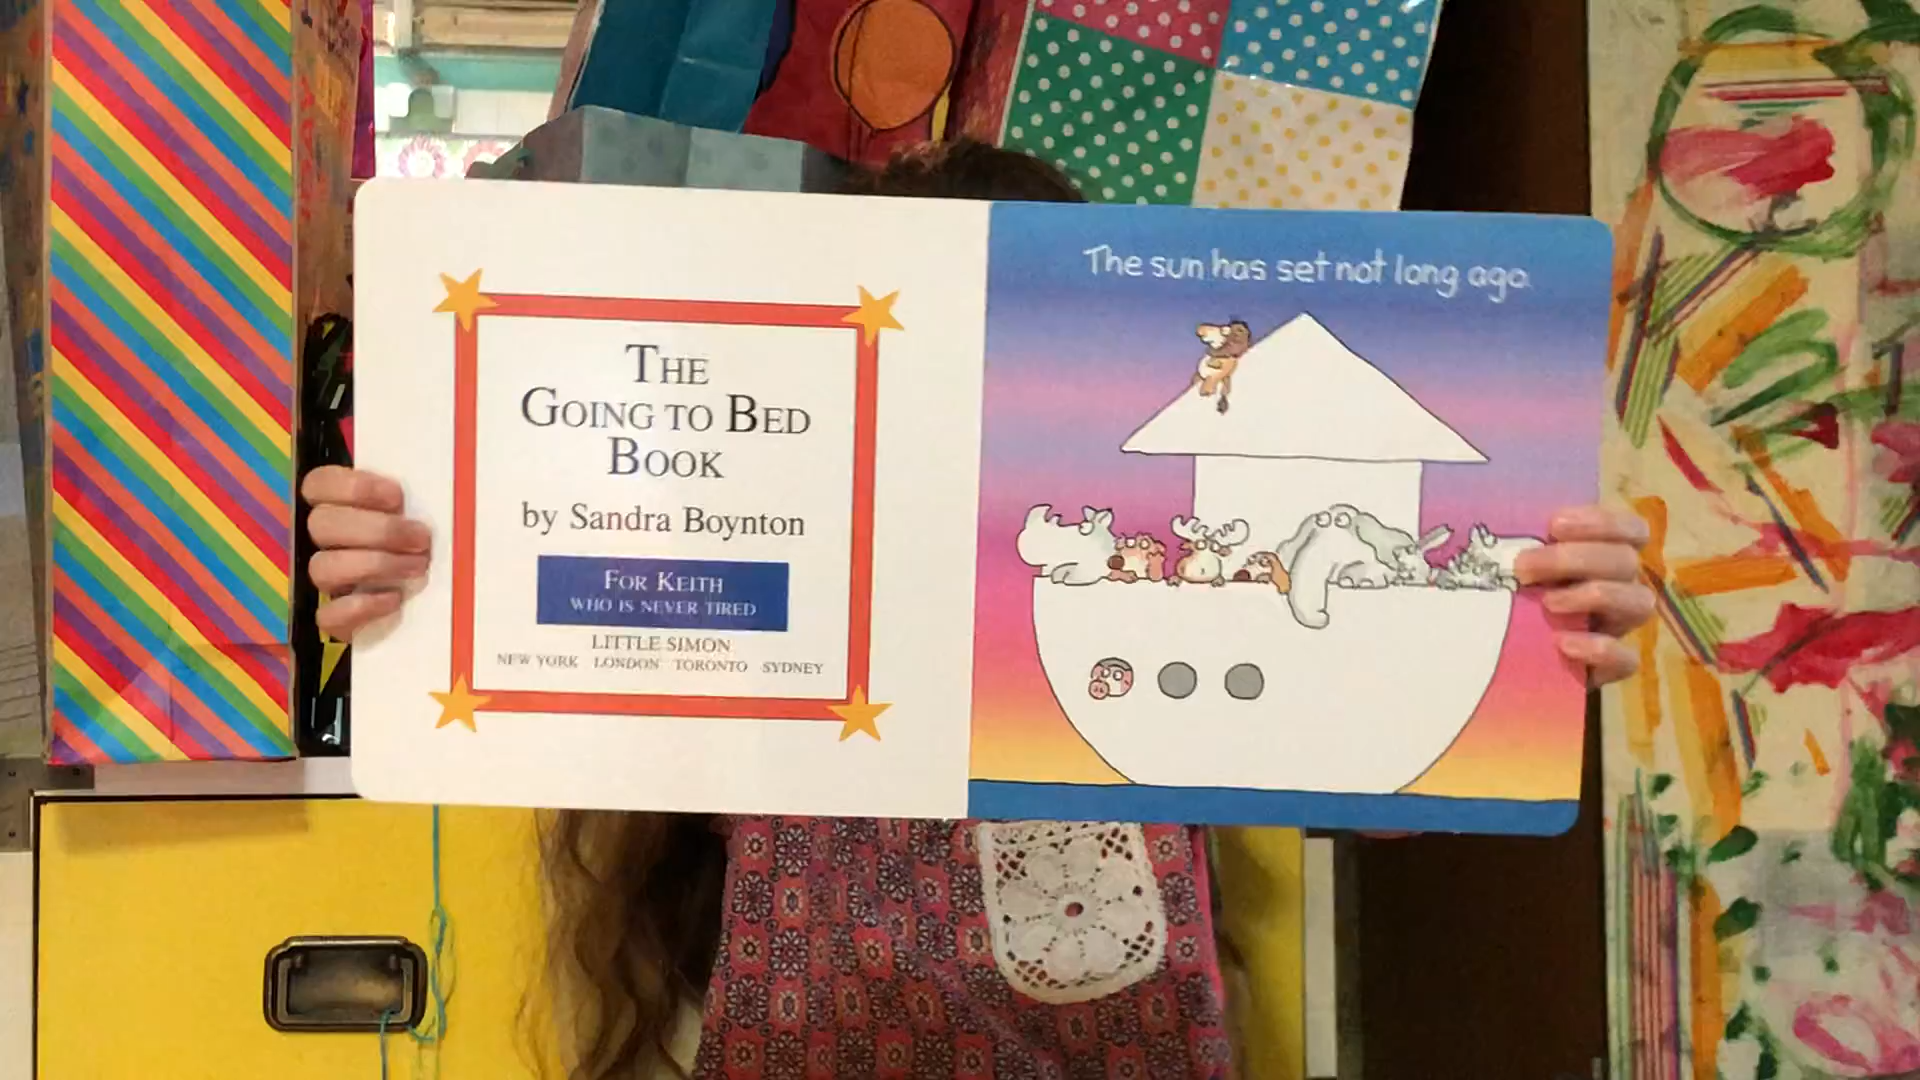 THE
GOING TO BED
BOOK
by Sandra Boynton
FOR KEITH
WHO IS NEVER TIRED
LITTLE SIMON
NEW YORK LONDON TORONTO SYDNEY
The sun has set not long ago.